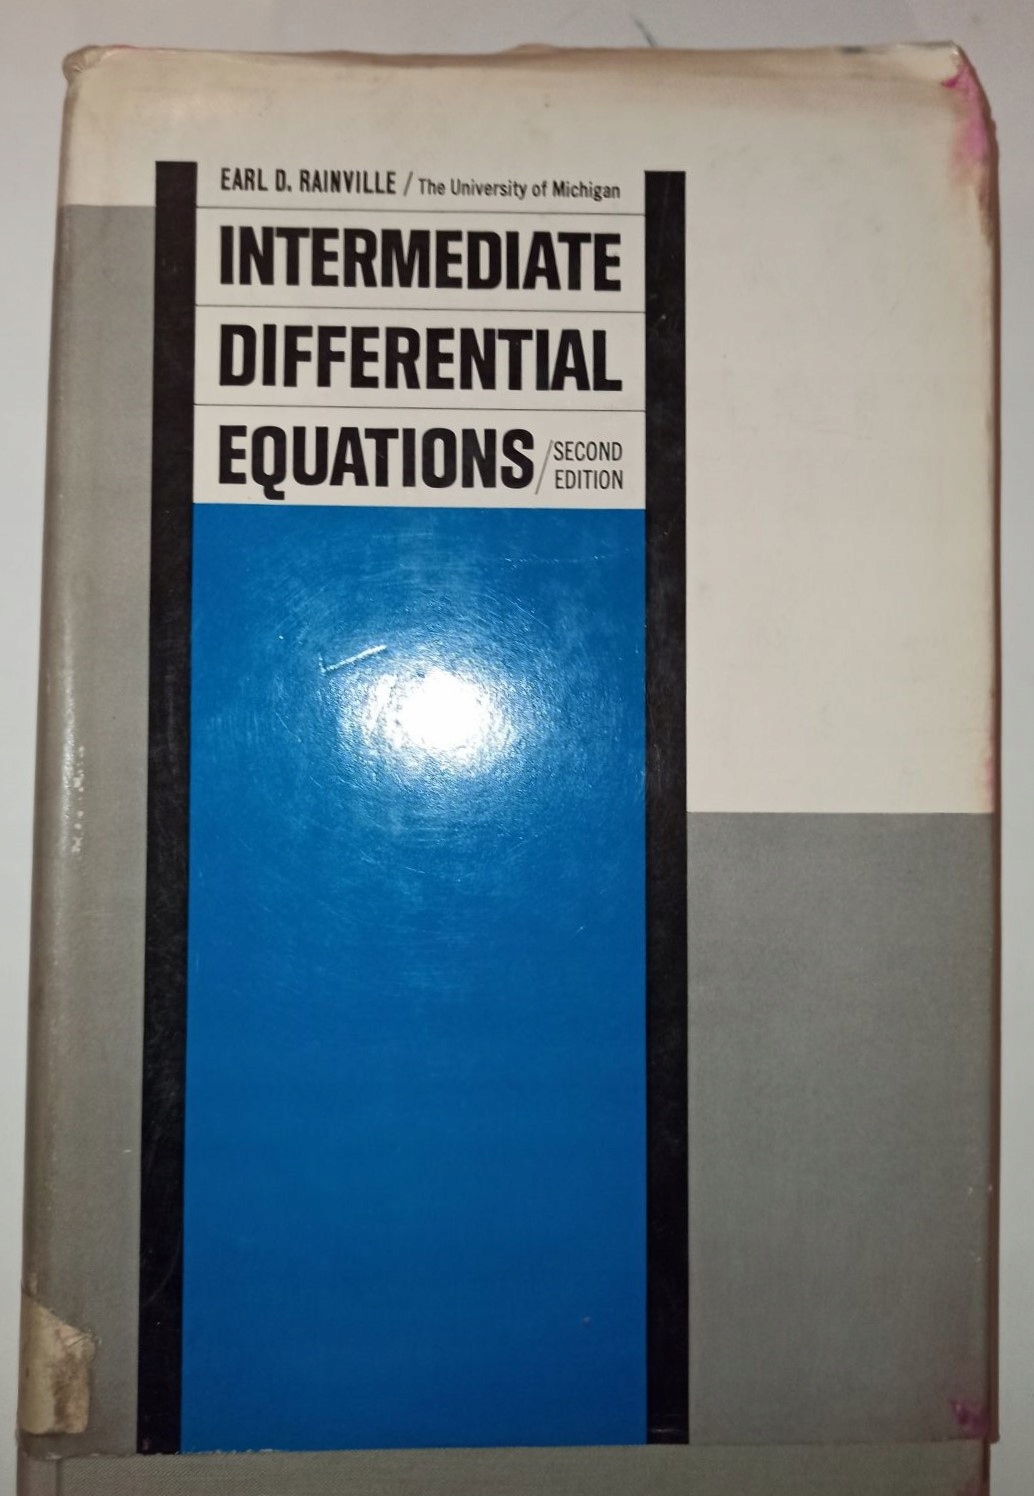 EARL D. RAINVILLE / The University of Michigan
INTERMEDIATE
DIFFERENTIAL
EQUATIONS / SECOND
EDITION